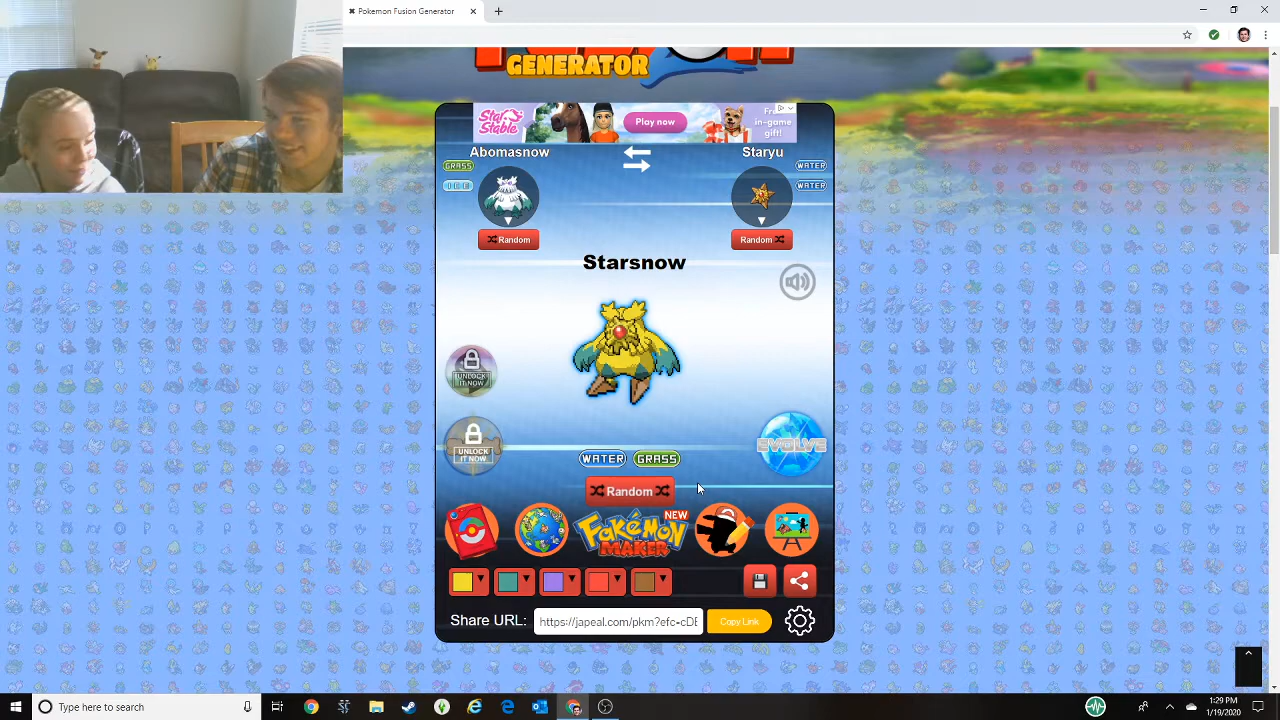 Pokemon Fusion Generator
GENERATOR
Star Stable
Play now
Free in-game gift!
Abomasnow
Staryu
GRASS
ICE
WATER
WATER
Random
Random
Starsnow
UNLOCK IT NOW
UNLOCK IT NOW
EVOLVE
WATER GRASS
Random
NEW
FAKÉMON
MAKER
Share URL:
https://japeal.com/pkm?efc=cDE
Copy Link
Type here to search
1:29 PM
1/19/2020